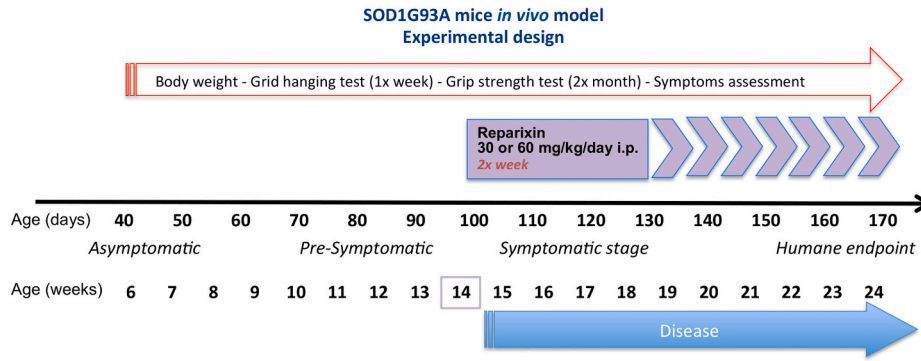 SOD1G93A mice in vivo model
Experimental design
Body weight - Grid hanging test (1x week) - Grip strength test (2x month) - Symptoms assessment
Reparixin
30 or 60 mg/kg/day i.p.
2x week
Age (days) 40 50 60 70 80 90 100 110 120 130 140 150 160 170
Asymptomatic Pre-Symptomatic Symptomatic stage Humane endpoint
Age (weeks) 6 7 8 9 10 11 12 13 14 15 16 17 18 19 20 21 22 23 24
Disease